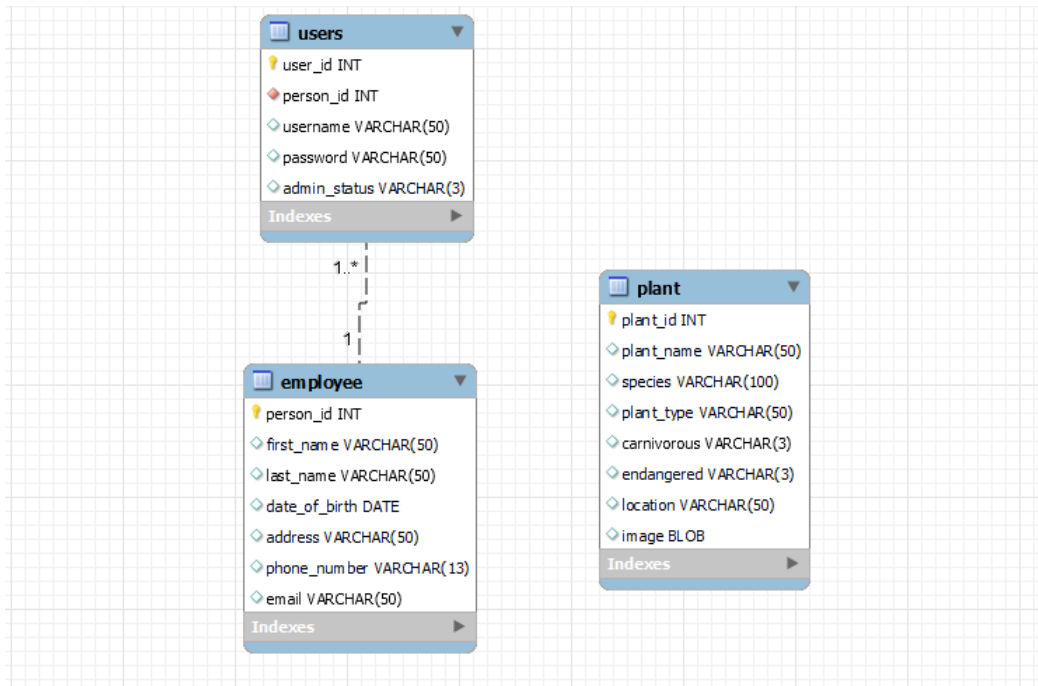 users
user_id INT
person_id INT
username VARCHAR(50)
password VARCHAR(50)
admin_status VARCHAR(3)
Indexes
1..*
1
employee
person_id INT
first_name VARCHAR(50)
last_name VARCHAR(50)
date_of_birth DATE
address VARCHAR(50)
phone_number VARCHAR(13)
email VARCHAR(50)
Indexes
plant
plant_id INT
plant_name VARCHAR(50)
species VARCHAR(100)
plant_type VARCHAR(50)
carnivorous VARCHAR(3)
endangered VARCHAR(3)
location VARCHAR(50)
image BLOB
Indexes